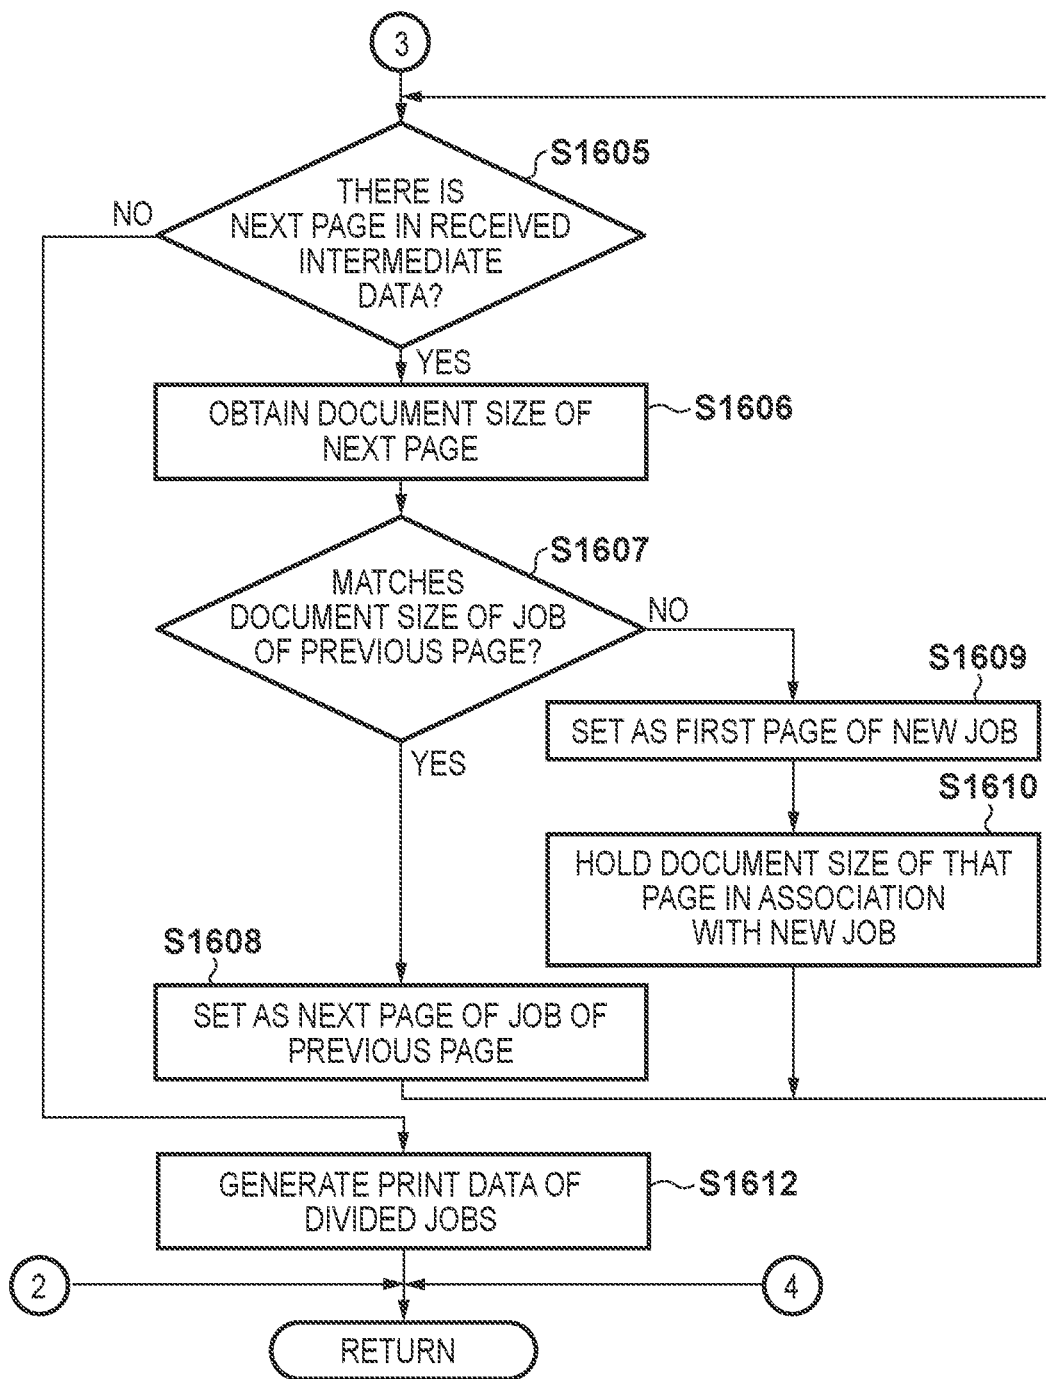 3
S1605
THERE IS
NEXT PAGE IN RECEIVED
INTERMEDIATE
DATA?
NO
YES
OBTAIN DOCUMENT SIZE OF
NEXT PAGE
S1606
S1607
MATCHES
DOCUMENT SIZE OF JOB
OF PREVIOUS PAGE?
NO
YES
S1609
SET AS FIRST PAGE OF NEW JOB
S1610
HOLD DOCUMENT SIZE OF THAT
PAGE IN ASSOCIATION
WITH NEW JOB
S1608
SET AS NEXT PAGE OF JOB OF
PREVIOUS PAGE
GENERATE PRINT DATA OF
DIVIDED JOBS
S1612
2
4
RETURN